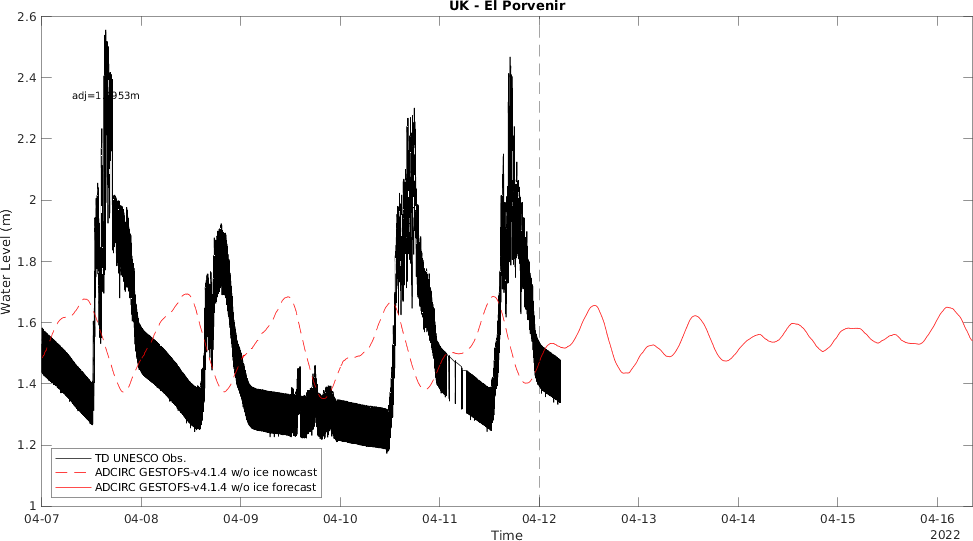 UK - El Porvenir
2.6
2.4
adj=1.
953m
2.2
2
1.8
1.6
1.4
1.2
1
Water Level (m)
TD UNESCO Obs.
ADCIRC GESTOFS-v4.1.4 w/o ice nowcast
ADCIRC GESTOFS-v4.1.4 w/o ice forecast
04-07 04-08 04-09 04-10 04-11 04-12 04-13 04-14 04-15 04-16
Time 2022